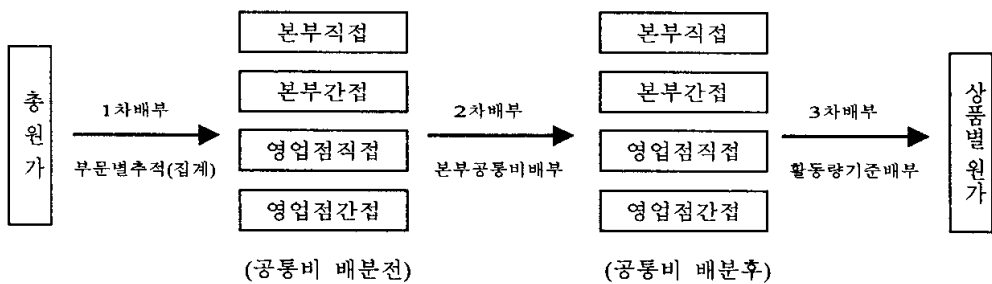 총원가
1차배부
부문별추적(집계)
본부직접
본부간접
영업점직접
영업점간접
(공통비 배분전)
2차배부
본부공통비배부
본부직접
본부간접
영업점직접
영업점간접
(공통비 배분후)
3차배부
활동량기준배부
상품별원가